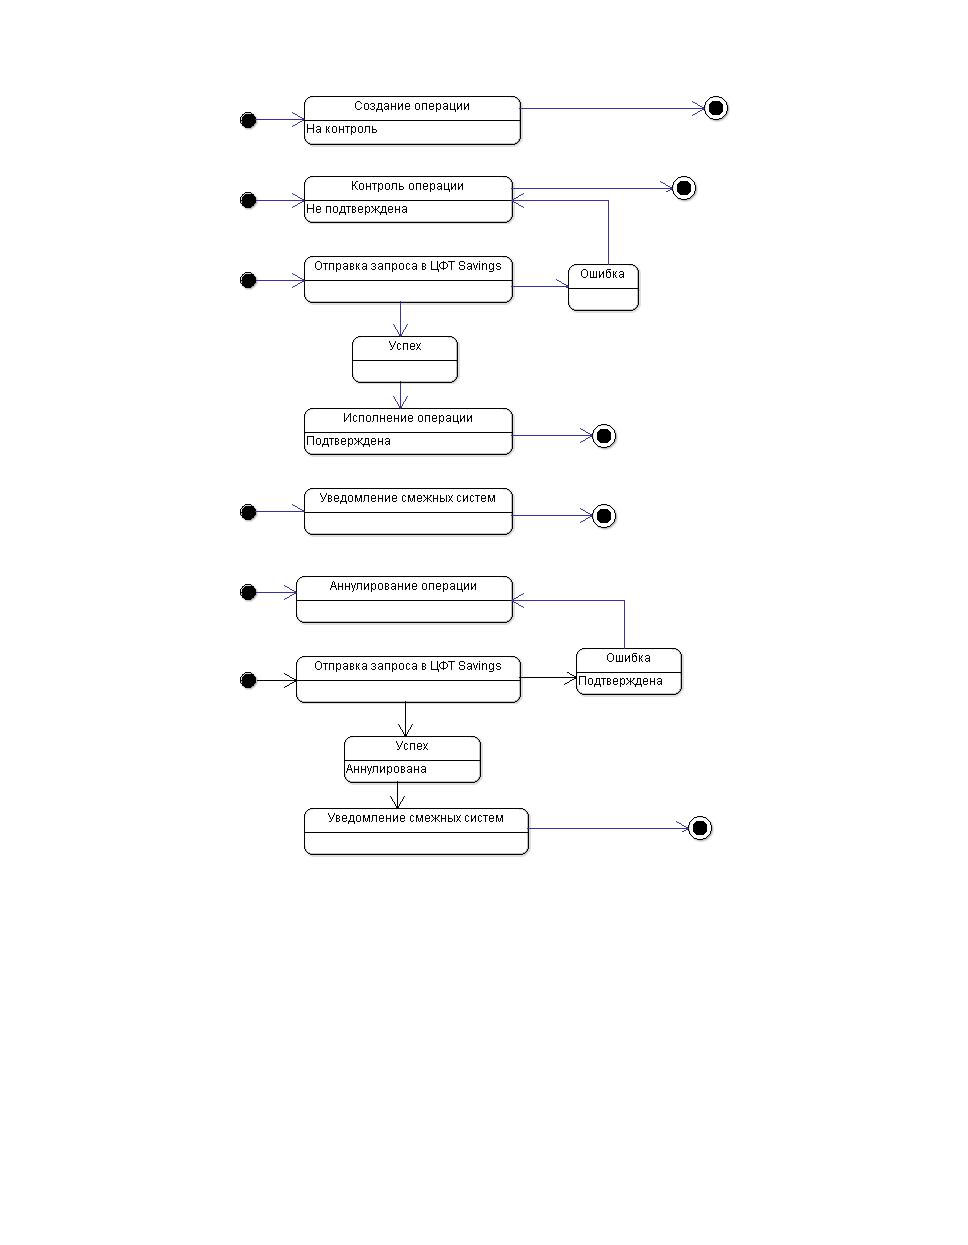 Создание операции
На контроль
Контроль операции
Не подтверждена
Отправка запроса в ЦФТ Savings
Ошибка
Успех
Исполнение операции
Подтверждена
Уведомление смежных систем
Аннулирование операции
Отправка запроса в ЦФТ Savings
Ошибка
Подтверждена
Успех
Аннулирована
Уведомление смежных систем